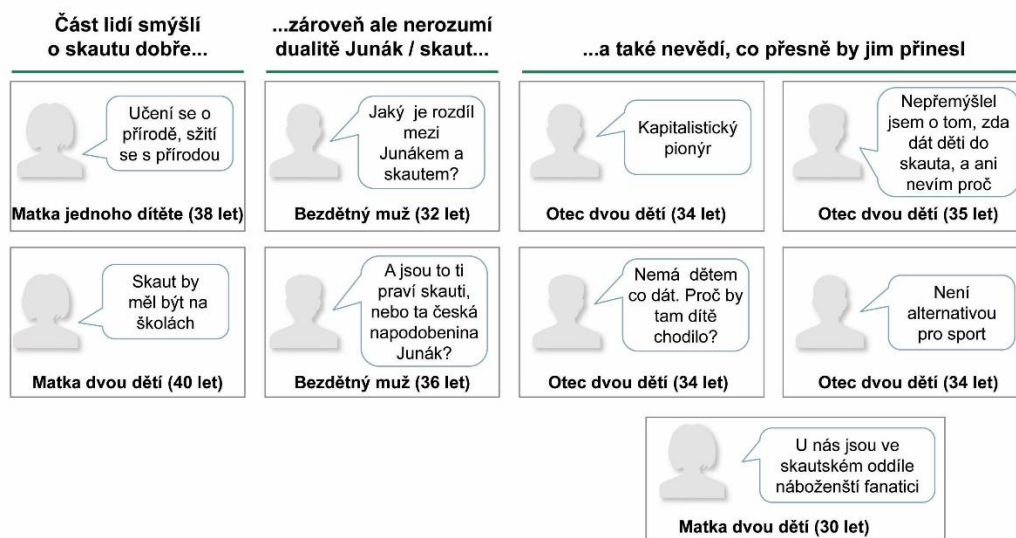 Část lidí smýšlí
o skautu dobře...
...zároveň ale nerozumí
dualitě Junák / skaut...
...a také nevědí, co přesně by jim přinesl
Učení se o
přírodě, sžití
se s přírodou
Matka jednoho dítěte (38 let)
Jaký je rozdíl
mezi
Junákem a
skautem?
Bezdětný muž (32 let)
Kapitalistický
pionýr
Otec dvou dětí (34 let)
Nepřemýšlel
jsem o tom, zda
dát děti do
skauta, a ani
nevím proč
Otec dvou dětí (35 let)
Skaut by
měl být na
školách
Matka dvou dětí (40 let)
A jsou to ti
praví skauti,
nebo ta česká
napodobenina
Junák?
Bezdětný muž (36 let)
Nemá dětem
co dát. Proč by
tam dítě
chodilo?
Otec dvou dětí (34 let)
Není
alternativou
pro sport
Otec dvou dětí (34 let)
U nás jsou ve
skautském oddíle
náboženští fanatici
Matka dvou dětí (30 let)